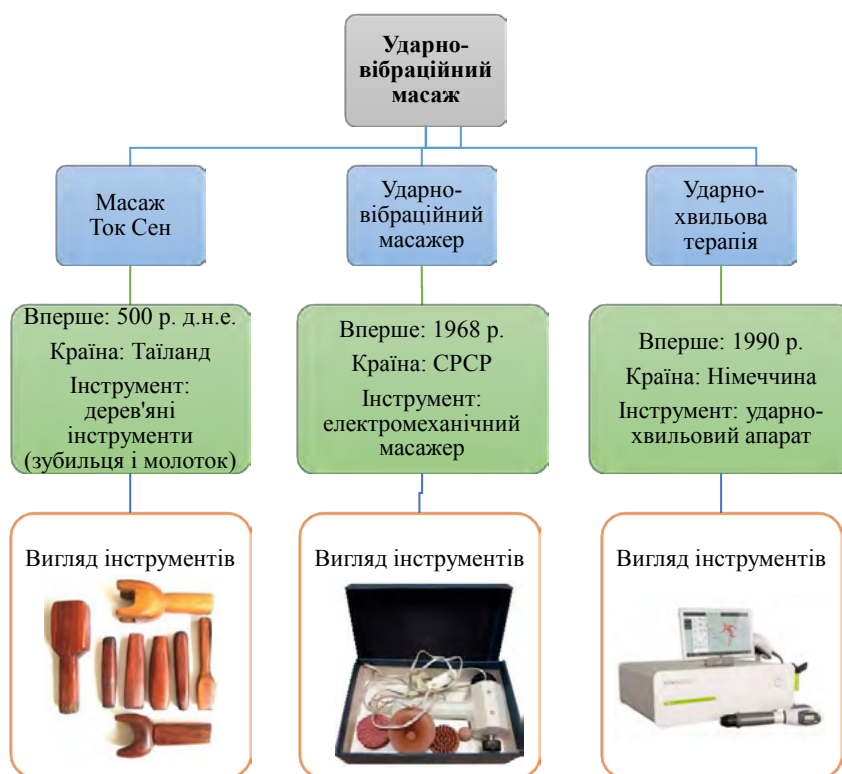 Ударно-
вібраційний
масаж
Масаж
Ток Сен
Ударно-
вібраційний
масажер
Ударно-
хвильова
терапія
Вперше: 500 р. д.н.е.
Країна: Таїланд
Інструмент:
дерев'яні
інструменти
(зубильця і молоток)
Вперше: 1968 р.
Країна: СРСР
Інструмент:
електромеханічний
масажер
Вперше: 1990 р.
Країна: Німеччина
Інструмент: ударно-
хвильовий апарат
Вигляд інструментів
Вигляд інструментів
Вигляд інструментів